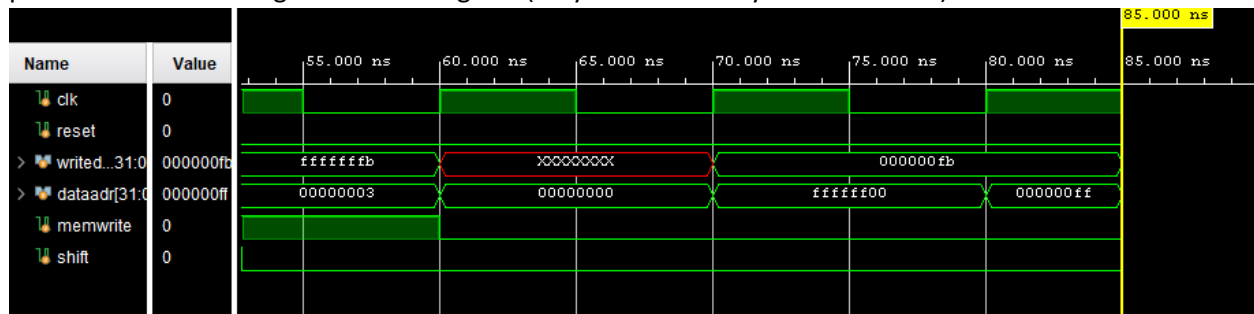 85.000 ns
Name Value 55.000 ns 60.000 ns 65.000 ns 70.000 ns 75.000 ns 80.000 ns 85.000 ns
clk 0
reset 0
writed...31:0 000000fb fffffffb XXXXXXXX 000000fb
dataadr[31:0 000000ff 00000003 00000000 ffffff00 000000ff
memwrite 0
shift 0